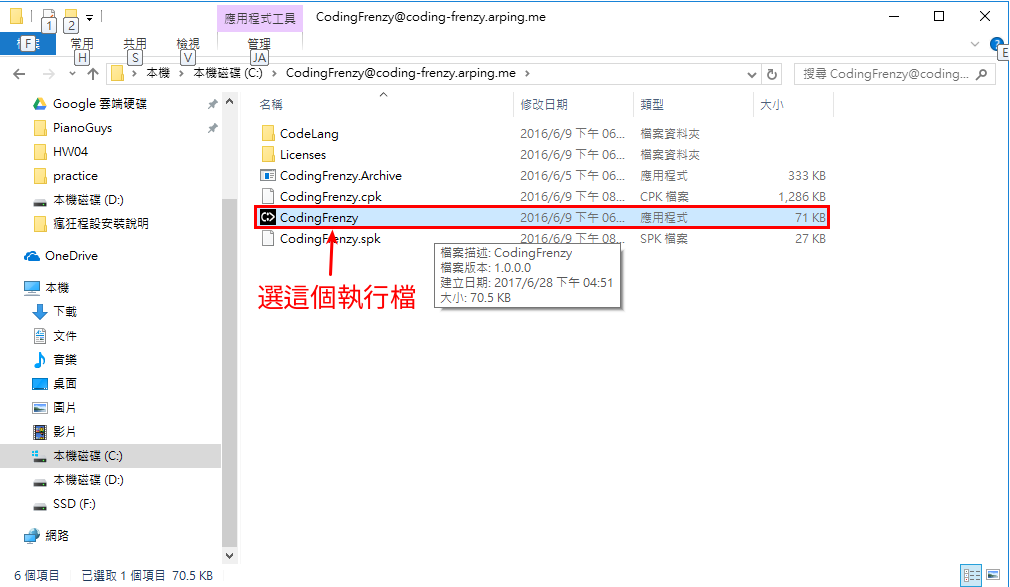 應用程式工具 CodingFrenzy@coding-frenzy.arping.me
1 2
檔案 常用 共用 檢視 管理
F H S V JA E
本機 本機磁碟 (C:) CodingFrenzy@coding-frenzy.arping.me
搜尋 CodingFrenzy@coding...
Google 雲端硬碟
PianoGuys
HW04
practice
本機磁碟 (D:)
瘋狂程設安裝說明
OneDrive
本機
下載
文件
音樂
桌面
圖片
影片
本機磁碟 (C:)
本機磁碟 (D:)
SSD (F:)
網路
名稱 修改日期 類型 大小
CodeLang 2016/6/9 下午 06... 檔案資料夾
Licenses 2016/6/9 下午 06... 檔案資料夾
CodingFrenzy.Archive 2016/6/5 下午 06... 應用程式 333 KB
CodingFrenzy.cpk 2016/6/9 下午 08... CPK 檔案 1,286 KB
CodingFrenzy 2016/6/9 下午 06... 應用程式 71 KB
CodingFrenzy.spk 2016/6/9 下午 08... SPK 檔案 27 KB
檔案描述: CodingFrenzy
檔案版本: 1.0.0.0
建立日期: 2017/6/28 下午 04:51
大小: 70.5 KB
選這個執行檔
6 個項目 已選取 1 個項目 70.5 KB